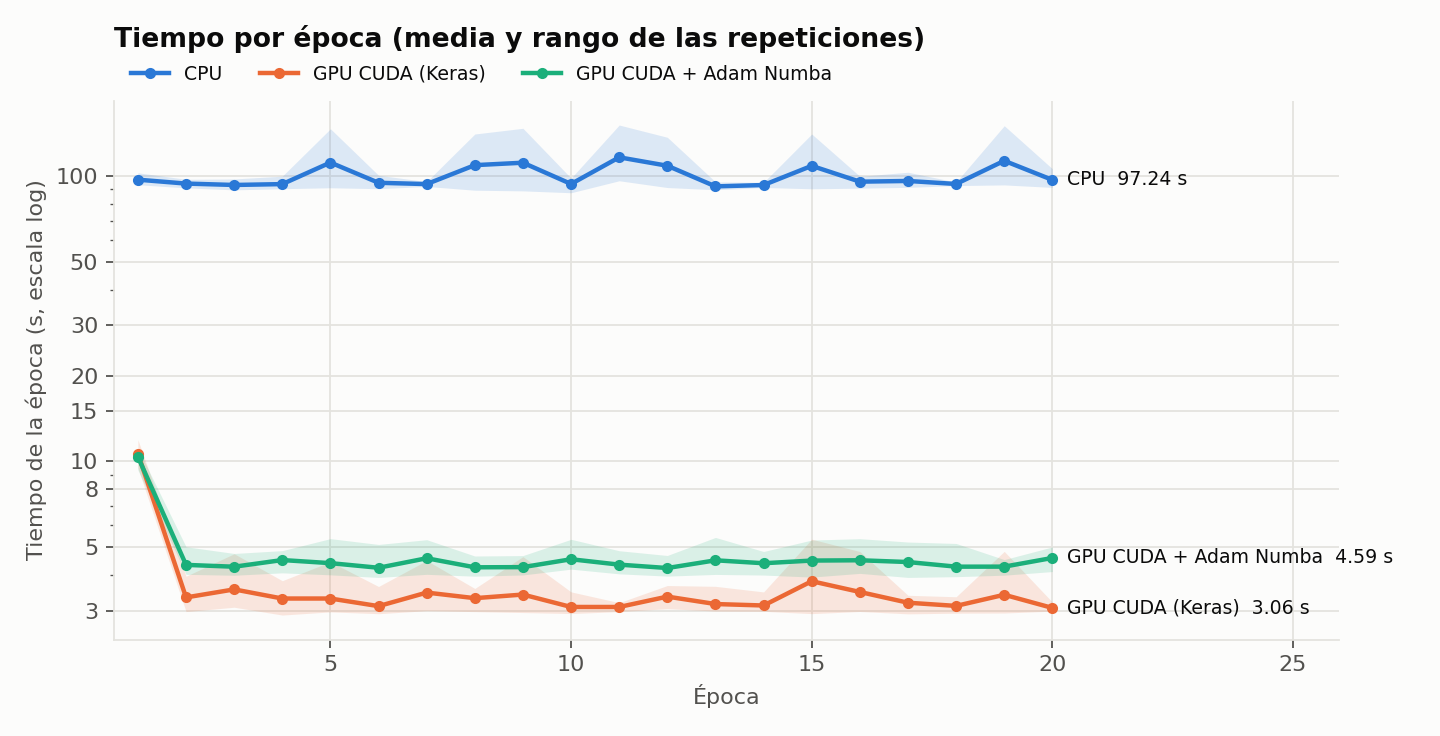 Tiempo por época (media y rango de las repeticiones)
CPU GPU CUDA (Keras) GPU CUDA + Adam Numba
Tiempo de la época (s, escala log)
100
50
30
20
15
10
8
5
3
CPU 97.24 s
GPU CUDA + Adam Numba 4.59 s
GPU CUDA (Keras) 3.06 s
5 10 15 20 25
Época